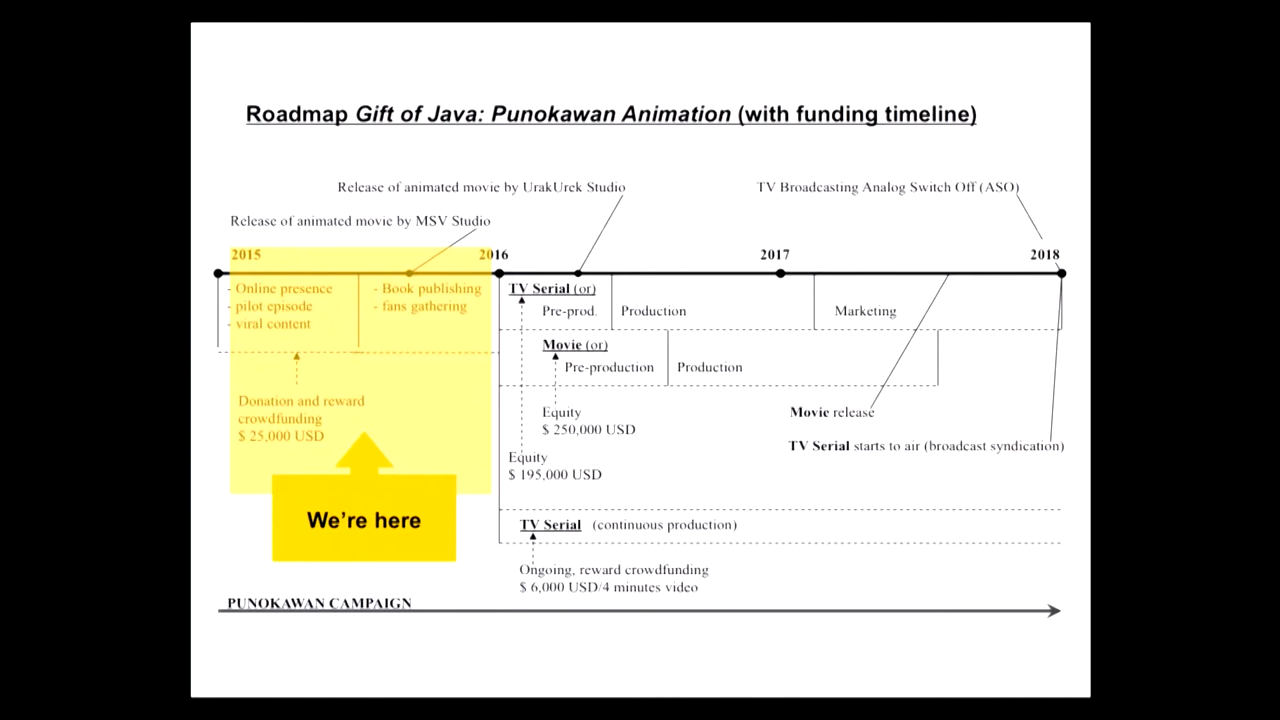 Roadmap Gift of Java: Punokawan Animation (with funding timeline)
Release of animated movie by UrakUrek Studio
TV Broadcasting Analog Switch Off (ASO)
Release of animated movie by MSV Studio
2015
2016
2017
2018
- Online presence
- pilot episode
- viral content
- Book publishing
- fans gathering
TV Serial (or)
Pre-prod.
Production
Marketing
Movie (or)
Pre-production
Production
Donation and reward
crowdfunding
$ 25,000 USD
Equity
$ 250,000 USD
Movie release
TV Serial starts to air (broadcast syndication)
Equity
$ 195,000 USD
We're here
TV Serial (continuous production)
Ongoing, reward crowdfunding
$ 6,000 USD/4 minutes video
PUNOKAWAN CAMPAIGN